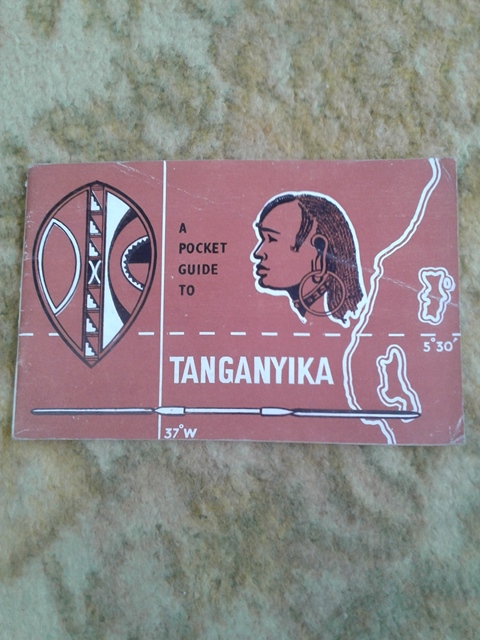 A
POCKET
GUIDE
TO
TANGANYIKA
5°30'
37°W